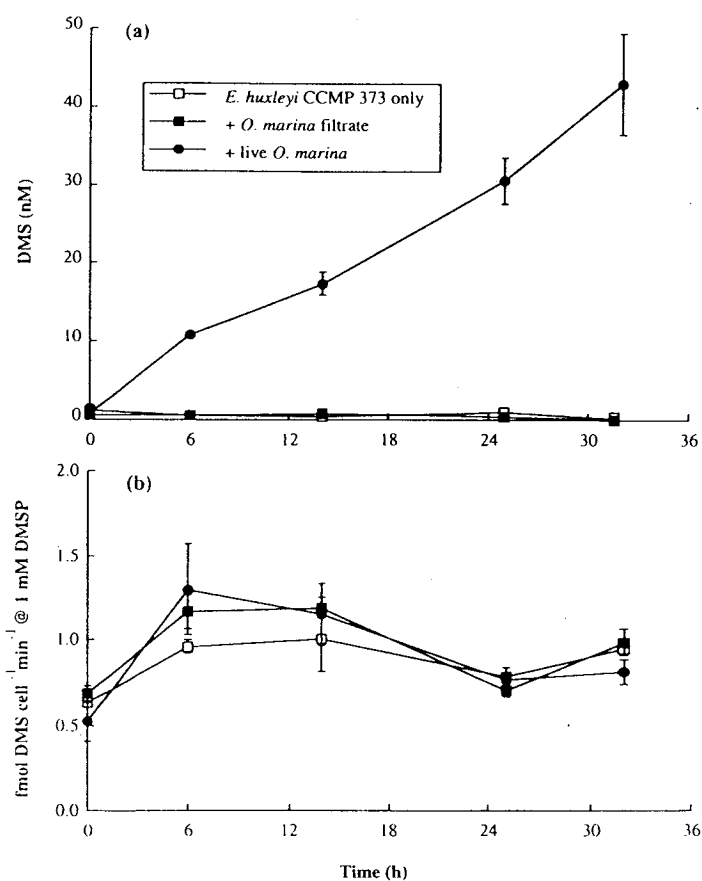 (a)
50
40
30
20
10
0
DMS (nM)
E. huxleyi CCMP 373 only
+ O. marina filtrate
+ live O. marina
0 6 12 18 24 30 36
(b)
2.0
1.5
1.0
0.5
0.0
fmol DMS cell⁻¹ min⁻¹ @ 1 mM DMSP
0 6 12 18 24 30 36
Time (h)